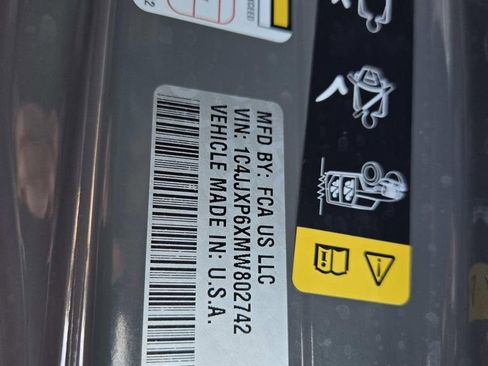 MFD BY: FCA US LLC
VIN: 1C4JJXP6XMW802742
VEHICLE MADE IN: U.S.A.